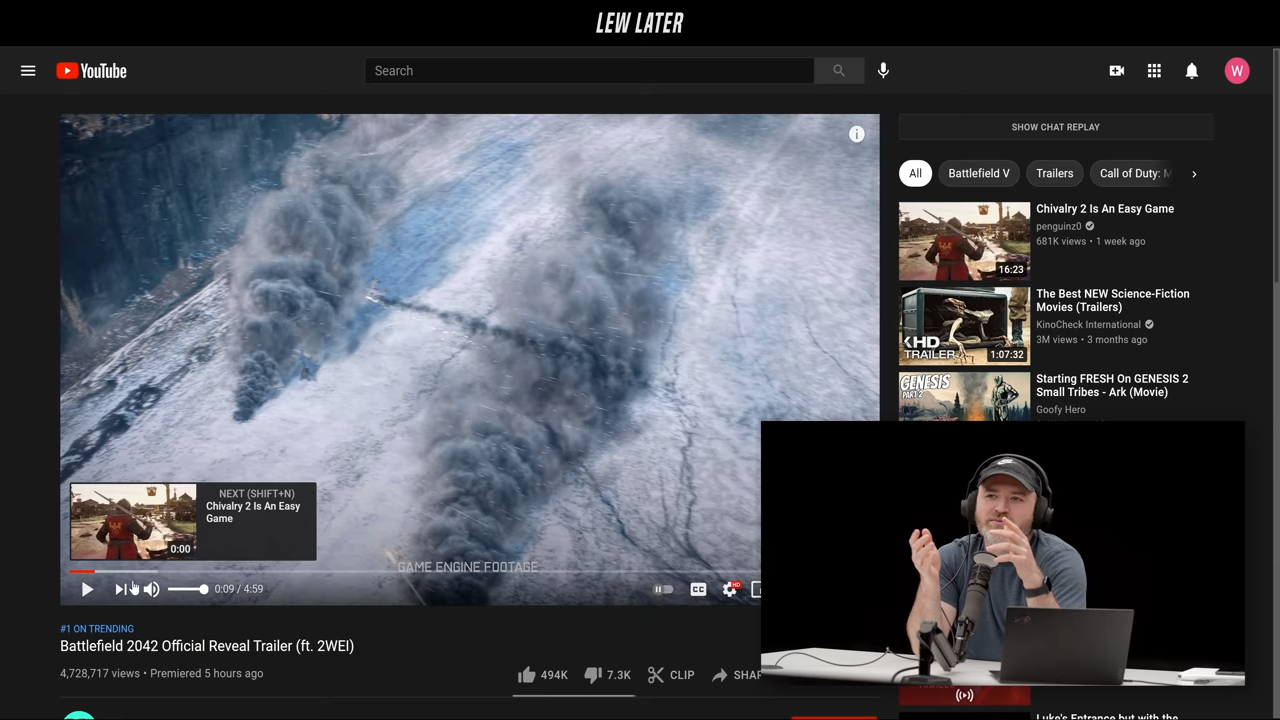 LEW LATER
YouTube
Search
W
SHOW CHAT REPLAY
All
Battlefield V
Trailers
Call of Duty: M
Chivalry 2 Is An Easy Game
penguinz0
681K views • 1 week ago
16:23
The Best NEW Science-Fiction
Movies (Trailers)
KinoCheck International
3M views • 3 months ago
KHD
TRAILER
1:07:32
GENESIS
PART 2
Starting FRESH On GENESIS 2
Small Tribes - Ark (Movie)
Goofy Hero
NEXT (SHIFT+N)
Chivalry 2 Is An Easy
Game
0:00
GAME ENGINE FOOTAGE
0:09 / 4:59
CC
HD
#1 ON TRENDING
Battlefield 2042 Official Reveal Trailer (ft. 2WEI)
4,728,717 views • Premiered 5 hours ago
494K
7.3K
CLIP
SHAR
Luke's Entrance but with the